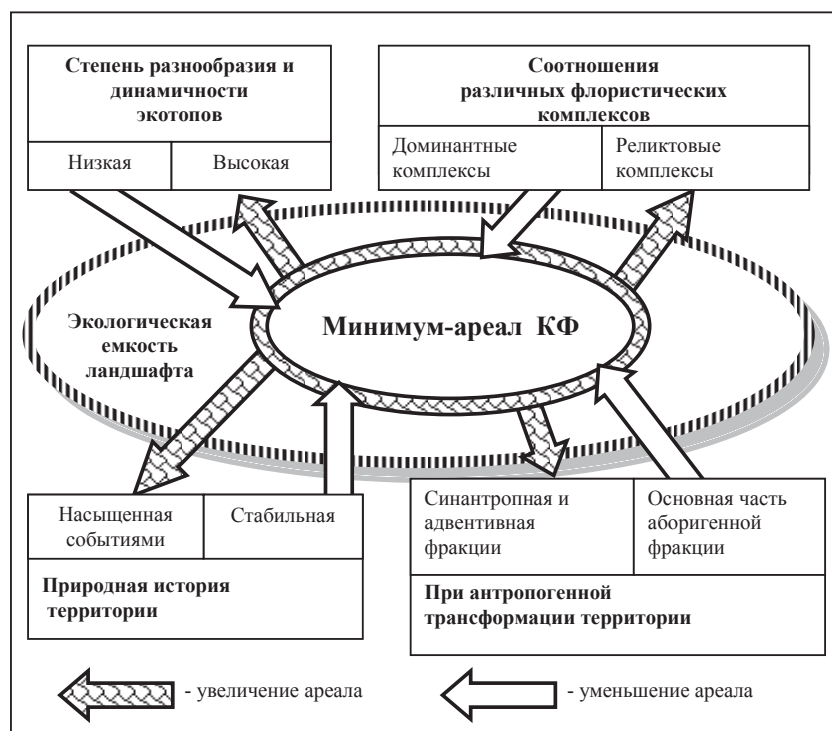 Степень разнообразия и
динамичности
экотопов
Низкая
Высокая
Соотношения
различных флористических
комплексов
Доминантные
комплексы
Реликтовые
комплексы
Экологическая
емкость
ландшафта
Минимум-ареал КФ
Насыщенная
событиями
Стабильная
Природная история
территории
Синантропная и
адвентивная
фракции
Основная часть
аборигенной
фракции
При антропогенной
трансформации территории
- увеличение ареала
- уменьшение ареала